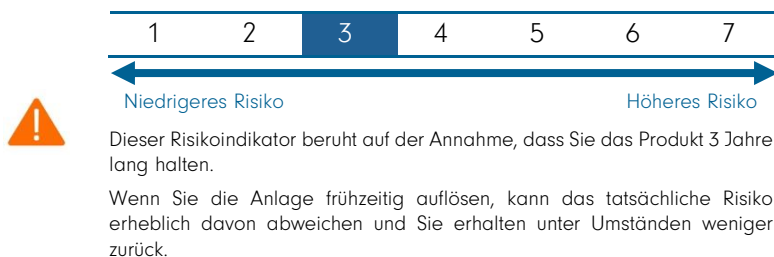 1 2 3 4 5 6 7
Niedrigeres Risiko Höheres Risiko
Dieser Risikoindikator beruht auf der Annahme, dass Sie das Produkt 3 Jahre
lang halten.
Wenn Sie die Anlage frühzeitig auflösen, kann das tatsächliche Risiko
erheblich davon abweichen und Sie erhalten unter Umständen weniger
zurück.